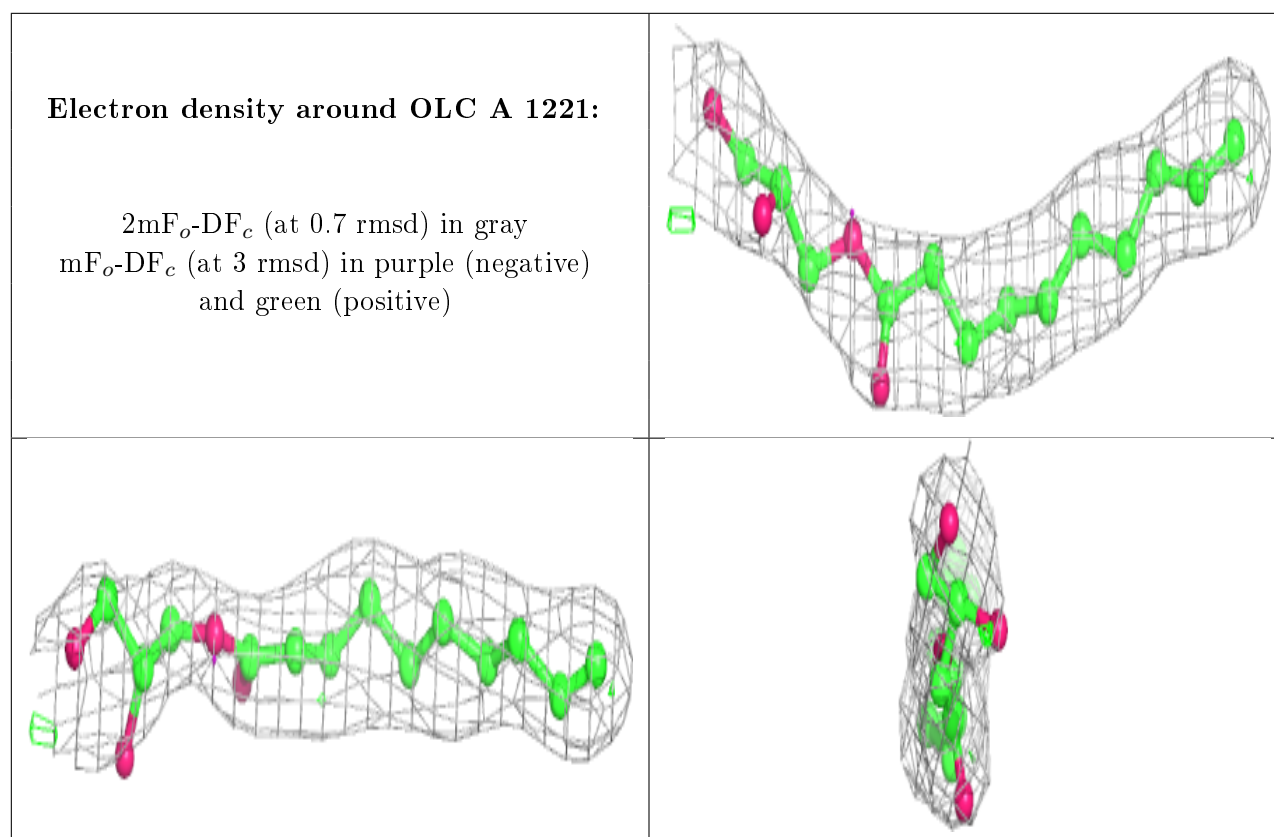 Electron density around OLC A 1221:
2mFo-DFc (at 0.7 rmsd) in gray
mFo-DFc (at 3 rmsd) in purple (negative)
and green (positive)